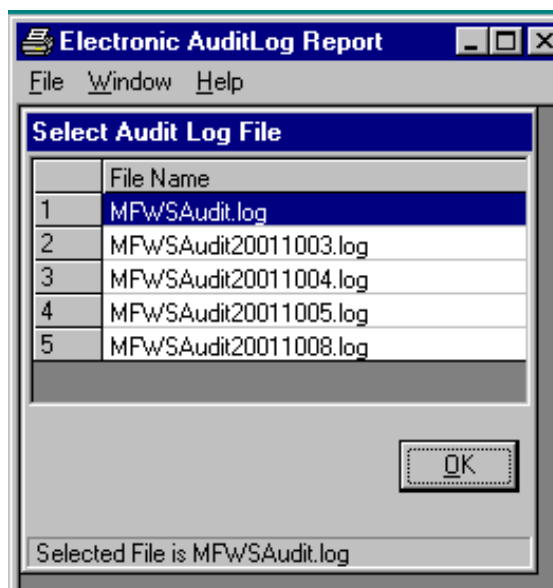 Electronic AuditLog Report
File Window Help
Select Audit Log File
File Name
1 MFWSAudit.log
2 MFWSAudit20011003.log
3 MFWSAudit20011004.log
4 MFWSAudit20011005.log
5 MFWSAudit20011008.log
OK
Selected File is MFWSAudit.log